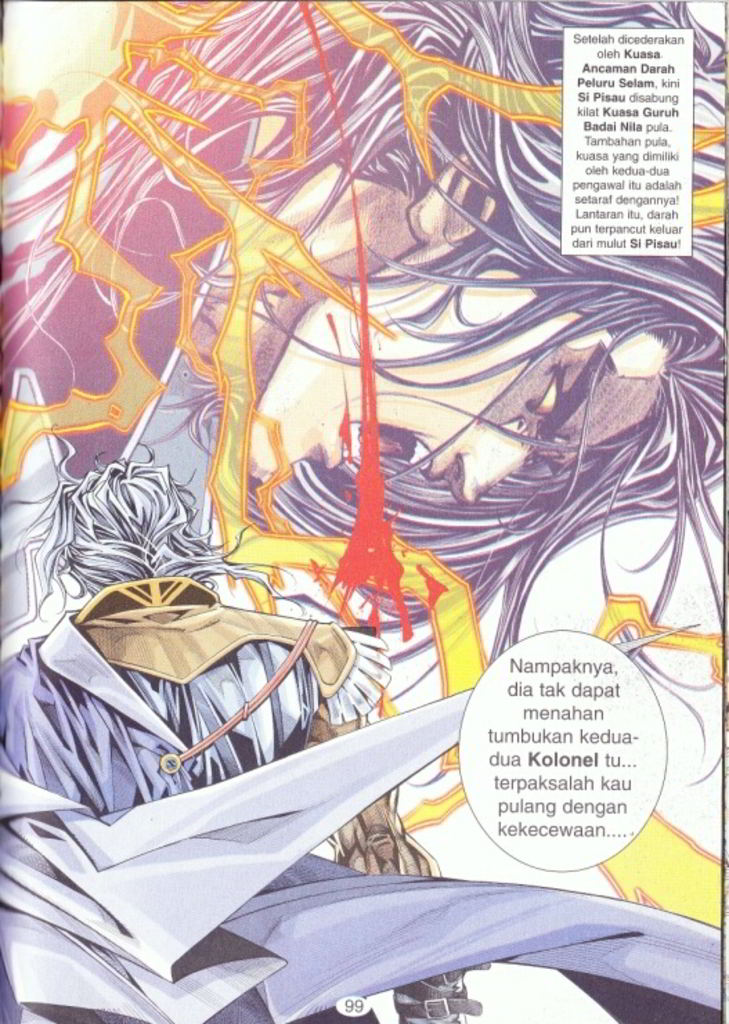 Setelah dicederakan
oleh Kuasa
Ancaman Darah
Peluru Selam, kini
Si Pisau disabung
kilat Kuasa Guruh
Badai Nila pula.
Tambahan pula,
kuasa yang dimiliki
oleh kedua-dua
pengawal itu adalah
setaraf dengannya!
Lantaran itu, darah
pun terpancut keluar
dari mulut Si Pisau!
Nampaknya,
dia tak dapat
menahan
tumbukan kedua-
dua Kolonel tu...
terpaksalah kau
pulang dengan
kekecewaan....
99